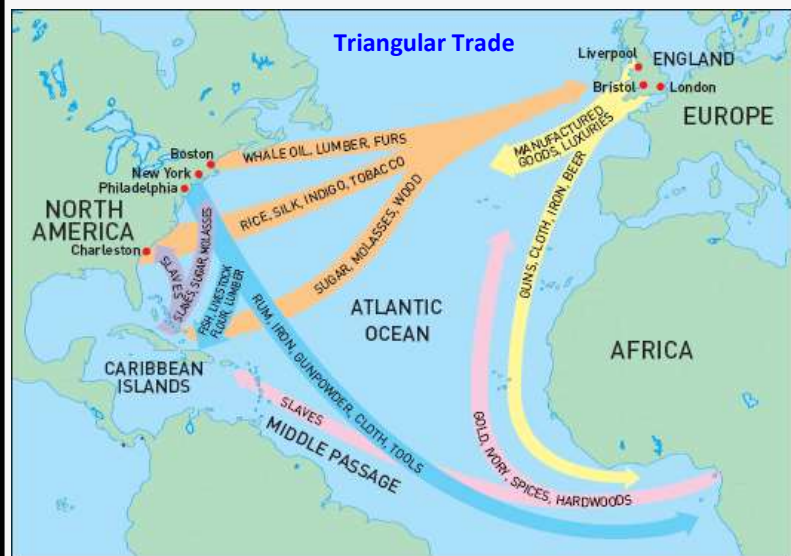 Triangular Trade
Liverpool
ENGLAND
Bristol
London
EUROPE
MANUFACTURED
GOODS, LUXURIES
Boston
WHALE OIL, LUMBER, FURS
New York
Philadelphia
RICE, SILK, INDIGO, TOBACCO
NORTH
AMERICA
Charleston
SLAVES
SLAVES, SUGAR, MOLASSES
FISH, LIVESTOCK
FLOUR, LUMBER
SUGAR, MOLASSES, WOOD
GUNS, CLOTH, IRON, BEER
ATLANTIC
OCEAN
AFRICA
RUM, IRON, GUNPOWDER, CLOTH, TOOLS
CARIBBEAN
ISLANDS
SLAVES
MIDDLE PASSAGE
GOLD, IVORY, SPICES, HARDWOODS